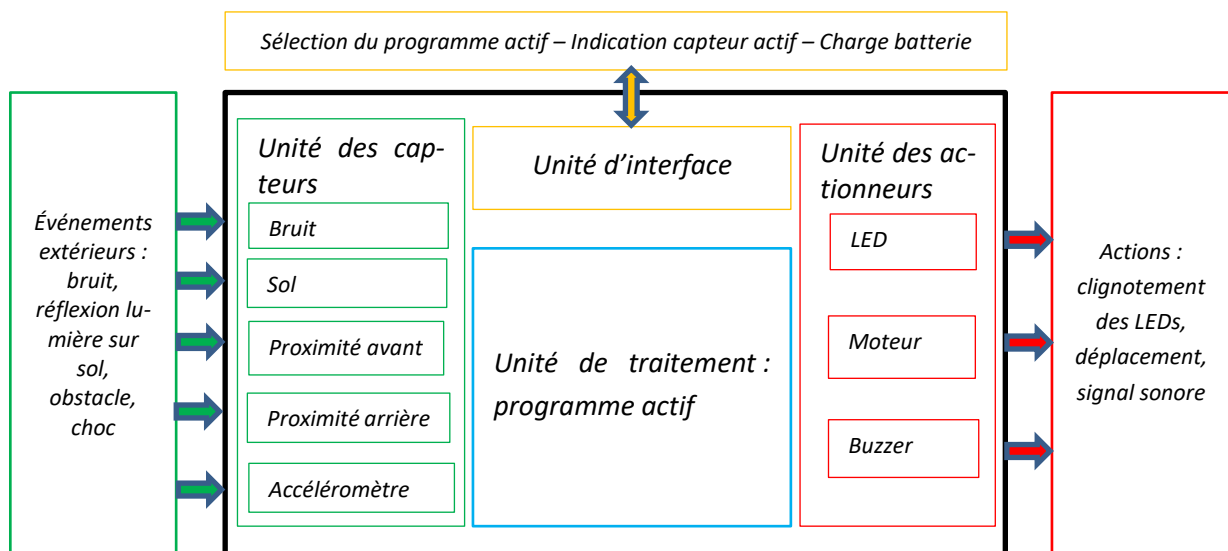 Sélection du programme actif – Indication capteur actif – Charge batterie
Événements
extérieurs :
bruit,
réflexion lu-
mière sur
sol,
obstacle,
choc
Unité des cap-
teurs
Bruit
Sol
Proximité avant
Proximité arrière
Accéléromètre
Unité d’interface
Unité de traitement :
programme actif
Unité des ac-
tionneurs
LED
Moteur
Buzzer
Actions :
clignotement
des LEDs,
déplacement,
signal sonore